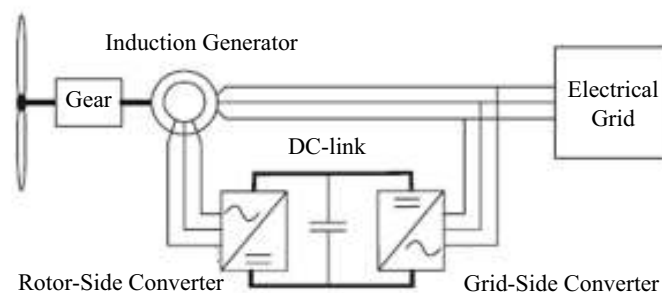 Induction Generator
Gear
Electrical
Grid
DC-link
Rotor-Side Converter
Grid-Side Converter